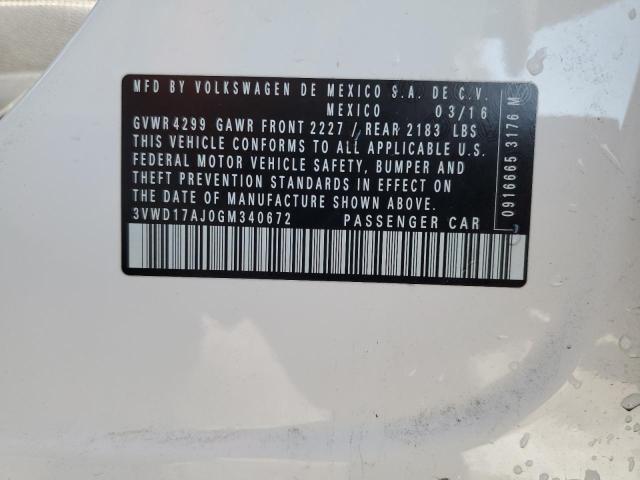 MFD BY VOLKSWAGEN DE MEXICO S.A. DE C.V.
MEXICO 03/16
GVWR 4299 GAWR FRONT 2227 / REAR 2183 LBS
THIS VEHICLE CONFORMS TO ALL APPLICABLE U.S.
FEDERAL MOTOR VEHICLE SAFETY, BUMPER AND
THEFT PREVENTION STANDARDS IN EFFECT ON
THE DATE OF MANUFACTURE SHOWN ABOVE.
3VWD17AJ0GM340672 PASSENGER CAR
0916665 3176 M